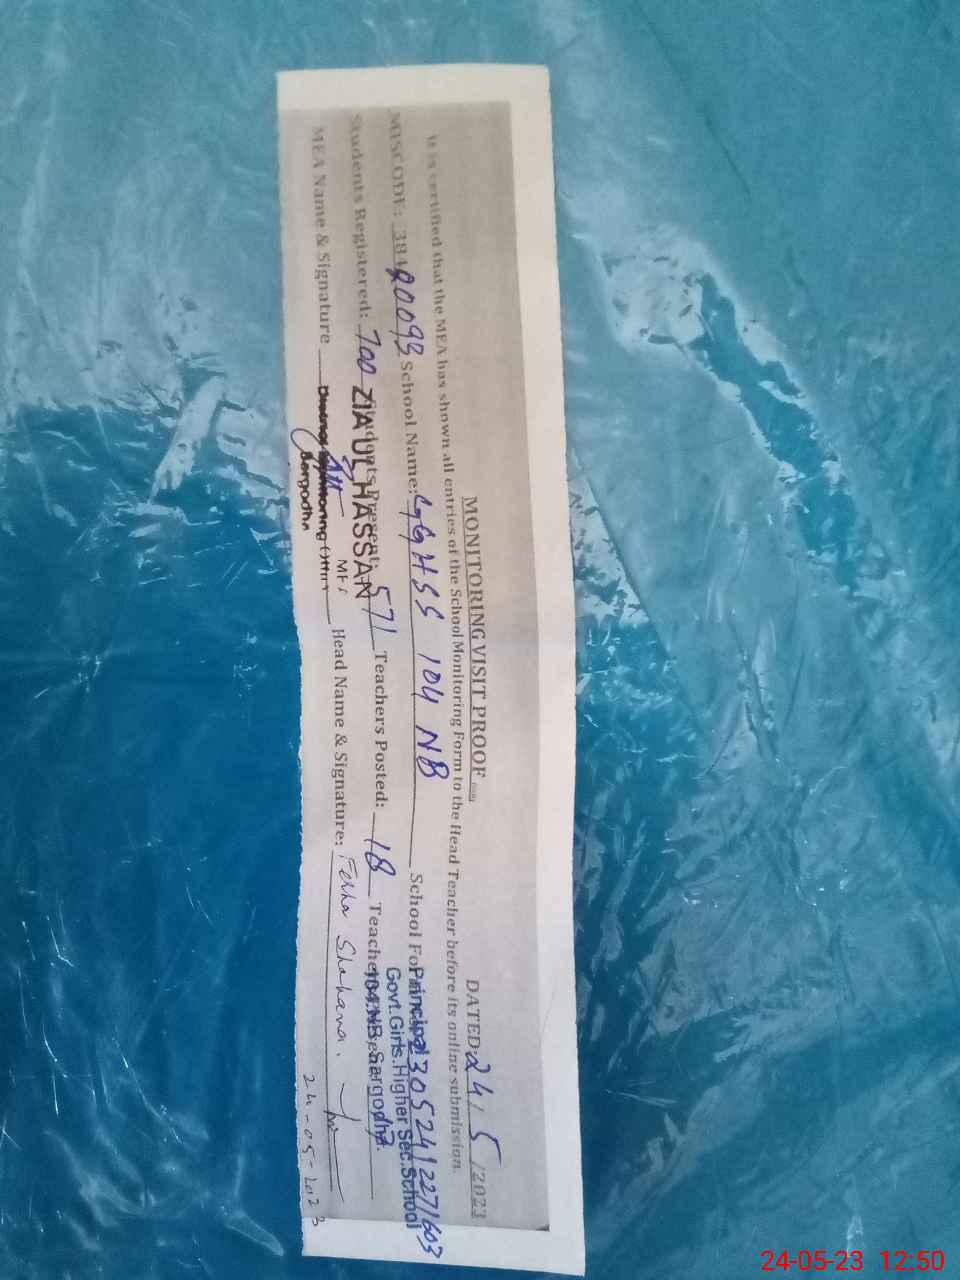 MONITORING VISIT PROOF DATED: 24/5/2023
It is certified that the MEA has shown all entries of the School Monitoring Form to the Head Teacher before its online submission.
MISCODE: 38420093 School Name: GGHSS 104 NB School Fo 23052412271603
Students Registered: 700 Students Present: 571 Teachers Posted: 18 Teachers
MEA Name & Signature Head Name & Signature: Ferha Shahana.
24-05-2023
ZIA UL HASSAN
MEA
Sargodha
Principal
Govt.Girls.Higher Sec.School
104.NB. Sargodha.
24-05-23 12:50